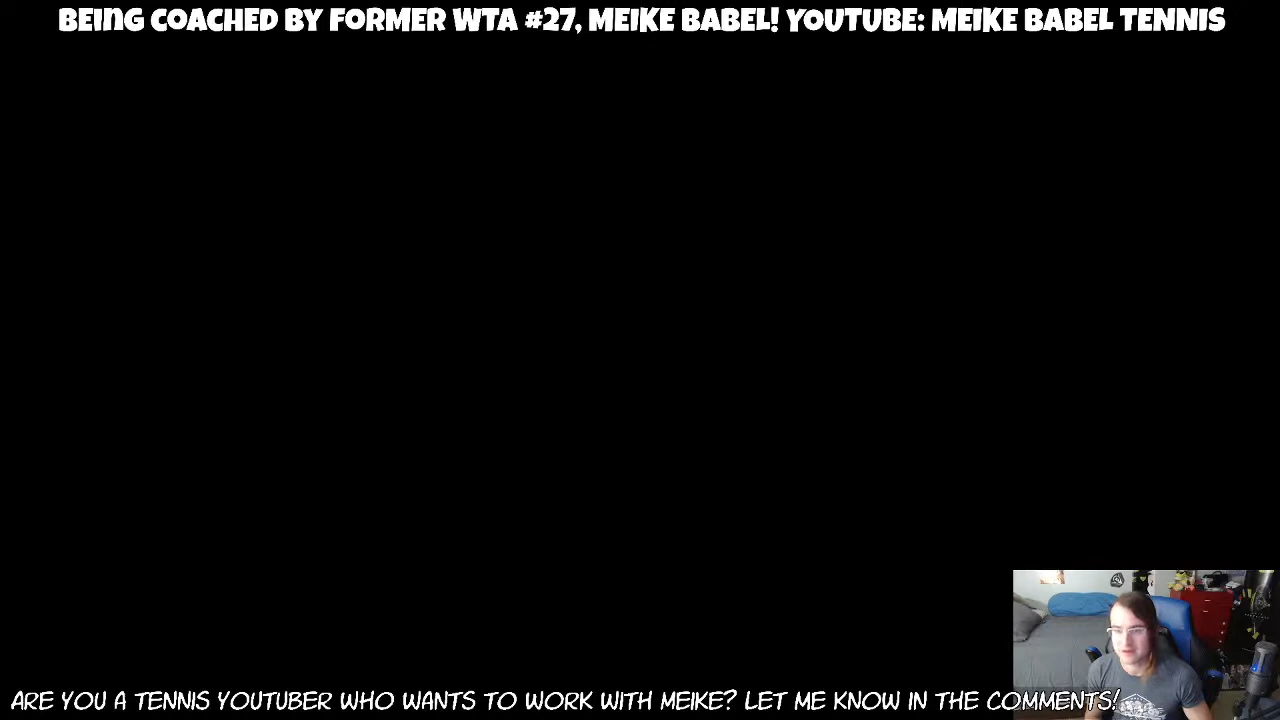 BEING COACHED BY FORMER WTA #27, MEIKE BABEL! YOUTUBE: MEIKE BABEL TENNIS
ARE YOU A TENNIS YOUTUBER WHO WANTS TO WORK WITH MEIKE? LET ME KNOW IN THE COMMENTS!